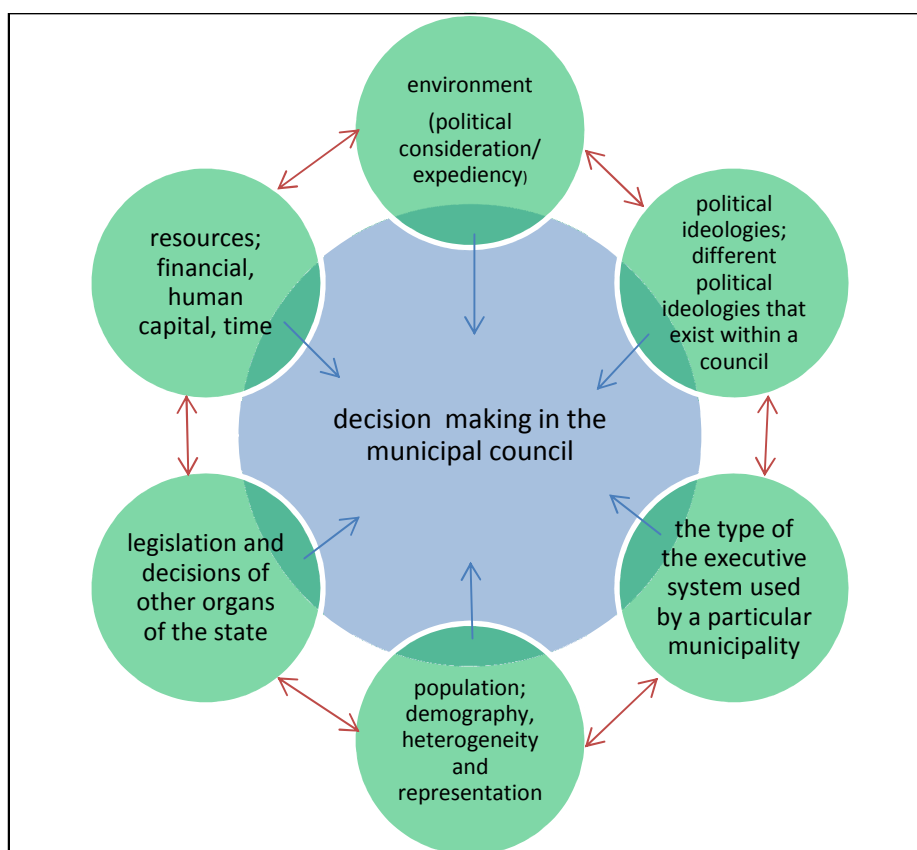 environment
(political
consideration/
expediency)
political
ideologies;
different
political
ideologies that
exist within a
council
resources;
financial,
human
capital, time
decision making in the
municipal council
the type of
the executive
system used
by a particular
municipality
legislation and
decisions of
other organs
of the state
population;
demography,
heterogeneity
and
representation